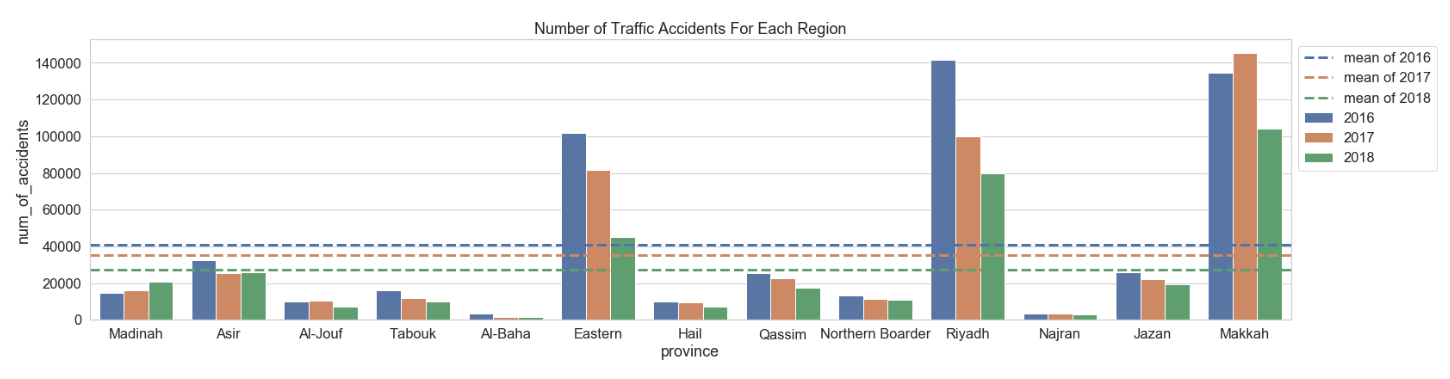 Number of Traffic Accidents For Each Region
num_of_accidents
140000
120000
100000
80000
60000
40000
20000
0
Madinah Asir Al-Jouf Tabouk Al-Baha Eastern Hail Qassim Northern Boarder Riyadh Najran Jazan Makkah
province
mean of 2016
mean of 2017
mean of 2018
2016
2017
2018